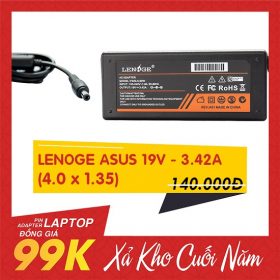 LENOGE
LENOGE ASUS 19V - 3.42A
(4.0 x 1.35)
140.000Đ
PIN
ADAPTER
LAPTOP
ĐỒNG GIÁ
99K
Xả Kho Cuối Năm